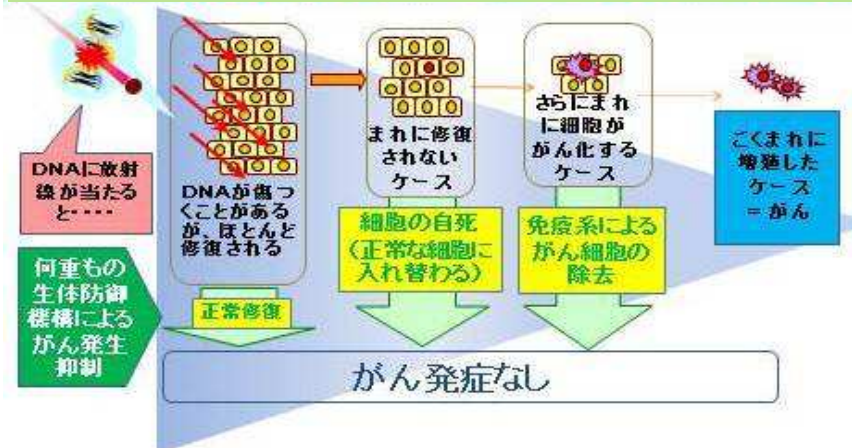 DNAに放射
線が当たる
と・・・・
DNAが傷つ
くことがある
が、ほとんど
修復される
まれに修復
されない
ケース
さらにまれ
に細胞が
がん化する
ケース
ごくまれに
増殖した
ケース
=がん
何重もの
生体防御
機構による
がん発生
抑制
正常修復
細胞の自死
(正常な細胞に
入れ替わる)
免疫系による
がん細胞の
除去
がん発症なし